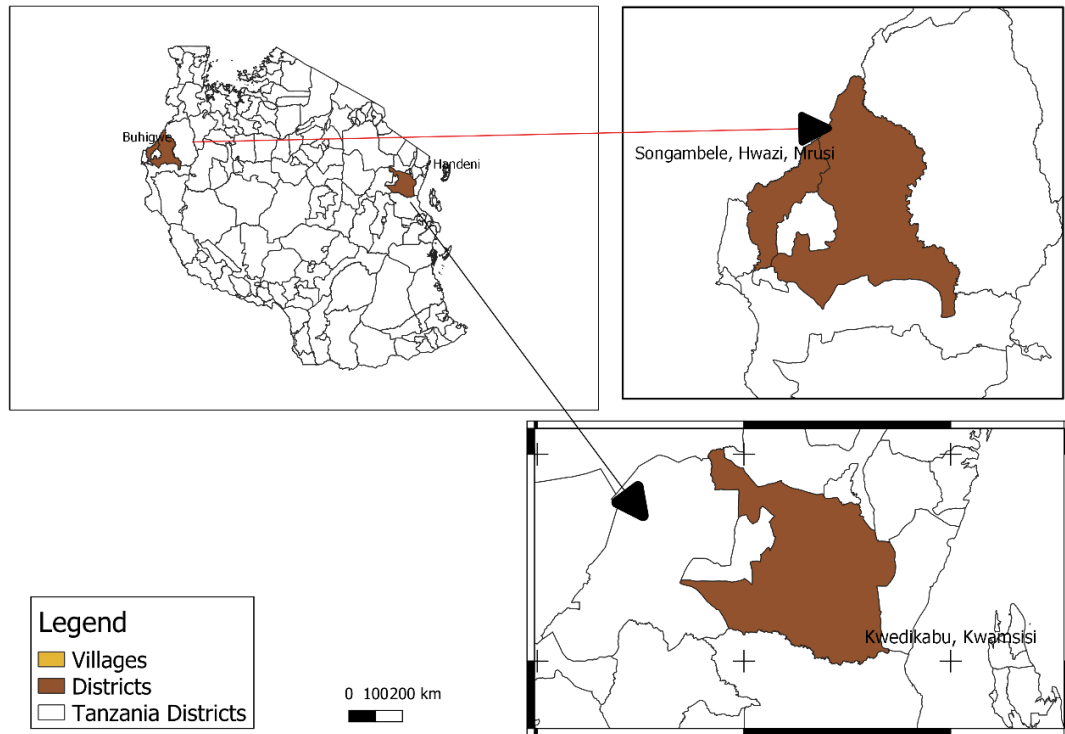 Buhigwe
Handeni
Songambele, Hwazi, Mrusi
Kwedikabu, Kwamsisi
Legend
Villages
Districts
Tanzania Districts
0 100200 km